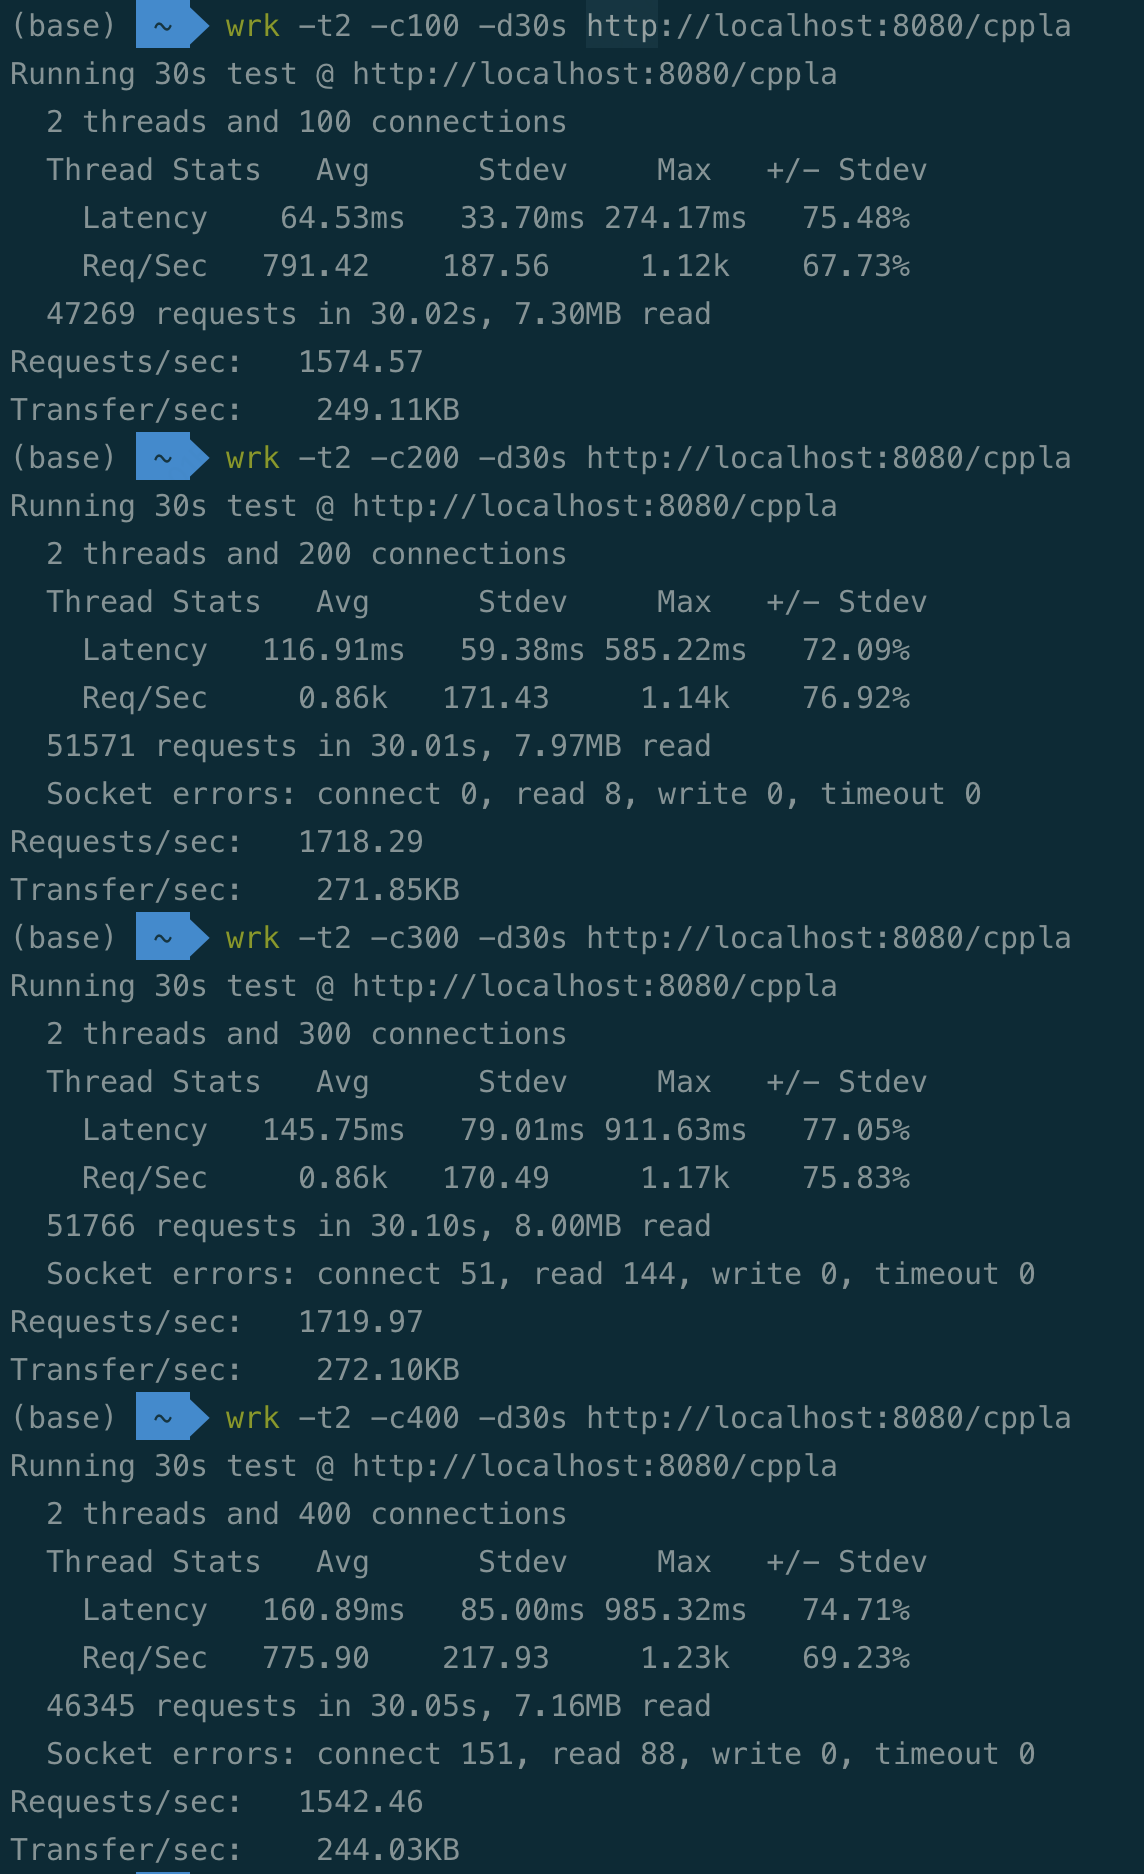 (base) ~ wrk -t2 -c100 -d30s http://localhost:8080/cppla
Running 30s test @ http://localhost:8080/cppla
  2 threads and 100 connections
  Thread Stats   Avg      Stdev     Max   +/- Stdev
    Latency    64.53ms   33.70ms 274.17ms   75.48%
    Req/Sec   791.42    187.56     1.12k    67.73%
  47269 requests in 30.02s, 7.30MB read
Requests/sec:   1574.57
Transfer/sec:    249.11KB
(base) ~ wrk -t2 -c200 -d30s http://localhost:8080/cppla
Running 30s test @ http://localhost:8080/cppla
  2 threads and 200 connections
  Thread Stats   Avg      Stdev     Max   +/- Stdev
    Latency   116.91ms   59.38ms 585.22ms   72.09%
    Req/Sec     0.86k   171.43     1.14k    76.92%
  51571 requests in 30.01s, 7.97MB read
  Socket errors: connect 0, read 8, write 0, timeout 0
Requests/sec:   1718.29
Transfer/sec:    271.85KB
(base) ~ wrk -t2 -c300 -d30s http://localhost:8080/cppla
Running 30s test @ http://localhost:8080/cppla
  2 threads and 300 connections
  Thread Stats   Avg      Stdev     Max   +/- Stdev
    Latency   145.75ms   79.01ms 911.63ms   77.05%
    Req/Sec     0.86k   170.49     1.17k    75.83%
  51766 requests in 30.10s, 8.00MB read
  Socket errors: connect 51, read 144, write 0, timeout 0
Requests/sec:   1719.97
Transfer/sec:    272.10KB
(base) ~ wrk -t2 -c400 -d30s http://localhost:8080/cppla
Running 30s test @ http://localhost:8080/cppla
  2 threads and 400 connections
  Thread Stats   Avg      Stdev     Max   +/- Stdev
    Latency   160.89ms   85.00ms 985.32ms   74.71%
    Req/Sec   775.90    217.93     1.23k    69.23%
  46345 requests in 30.05s, 7.16MB read
  Socket errors: connect 151, read 88, write 0, timeout 0
Requests/sec:   1542.46
Transfer/sec:    244.03KB